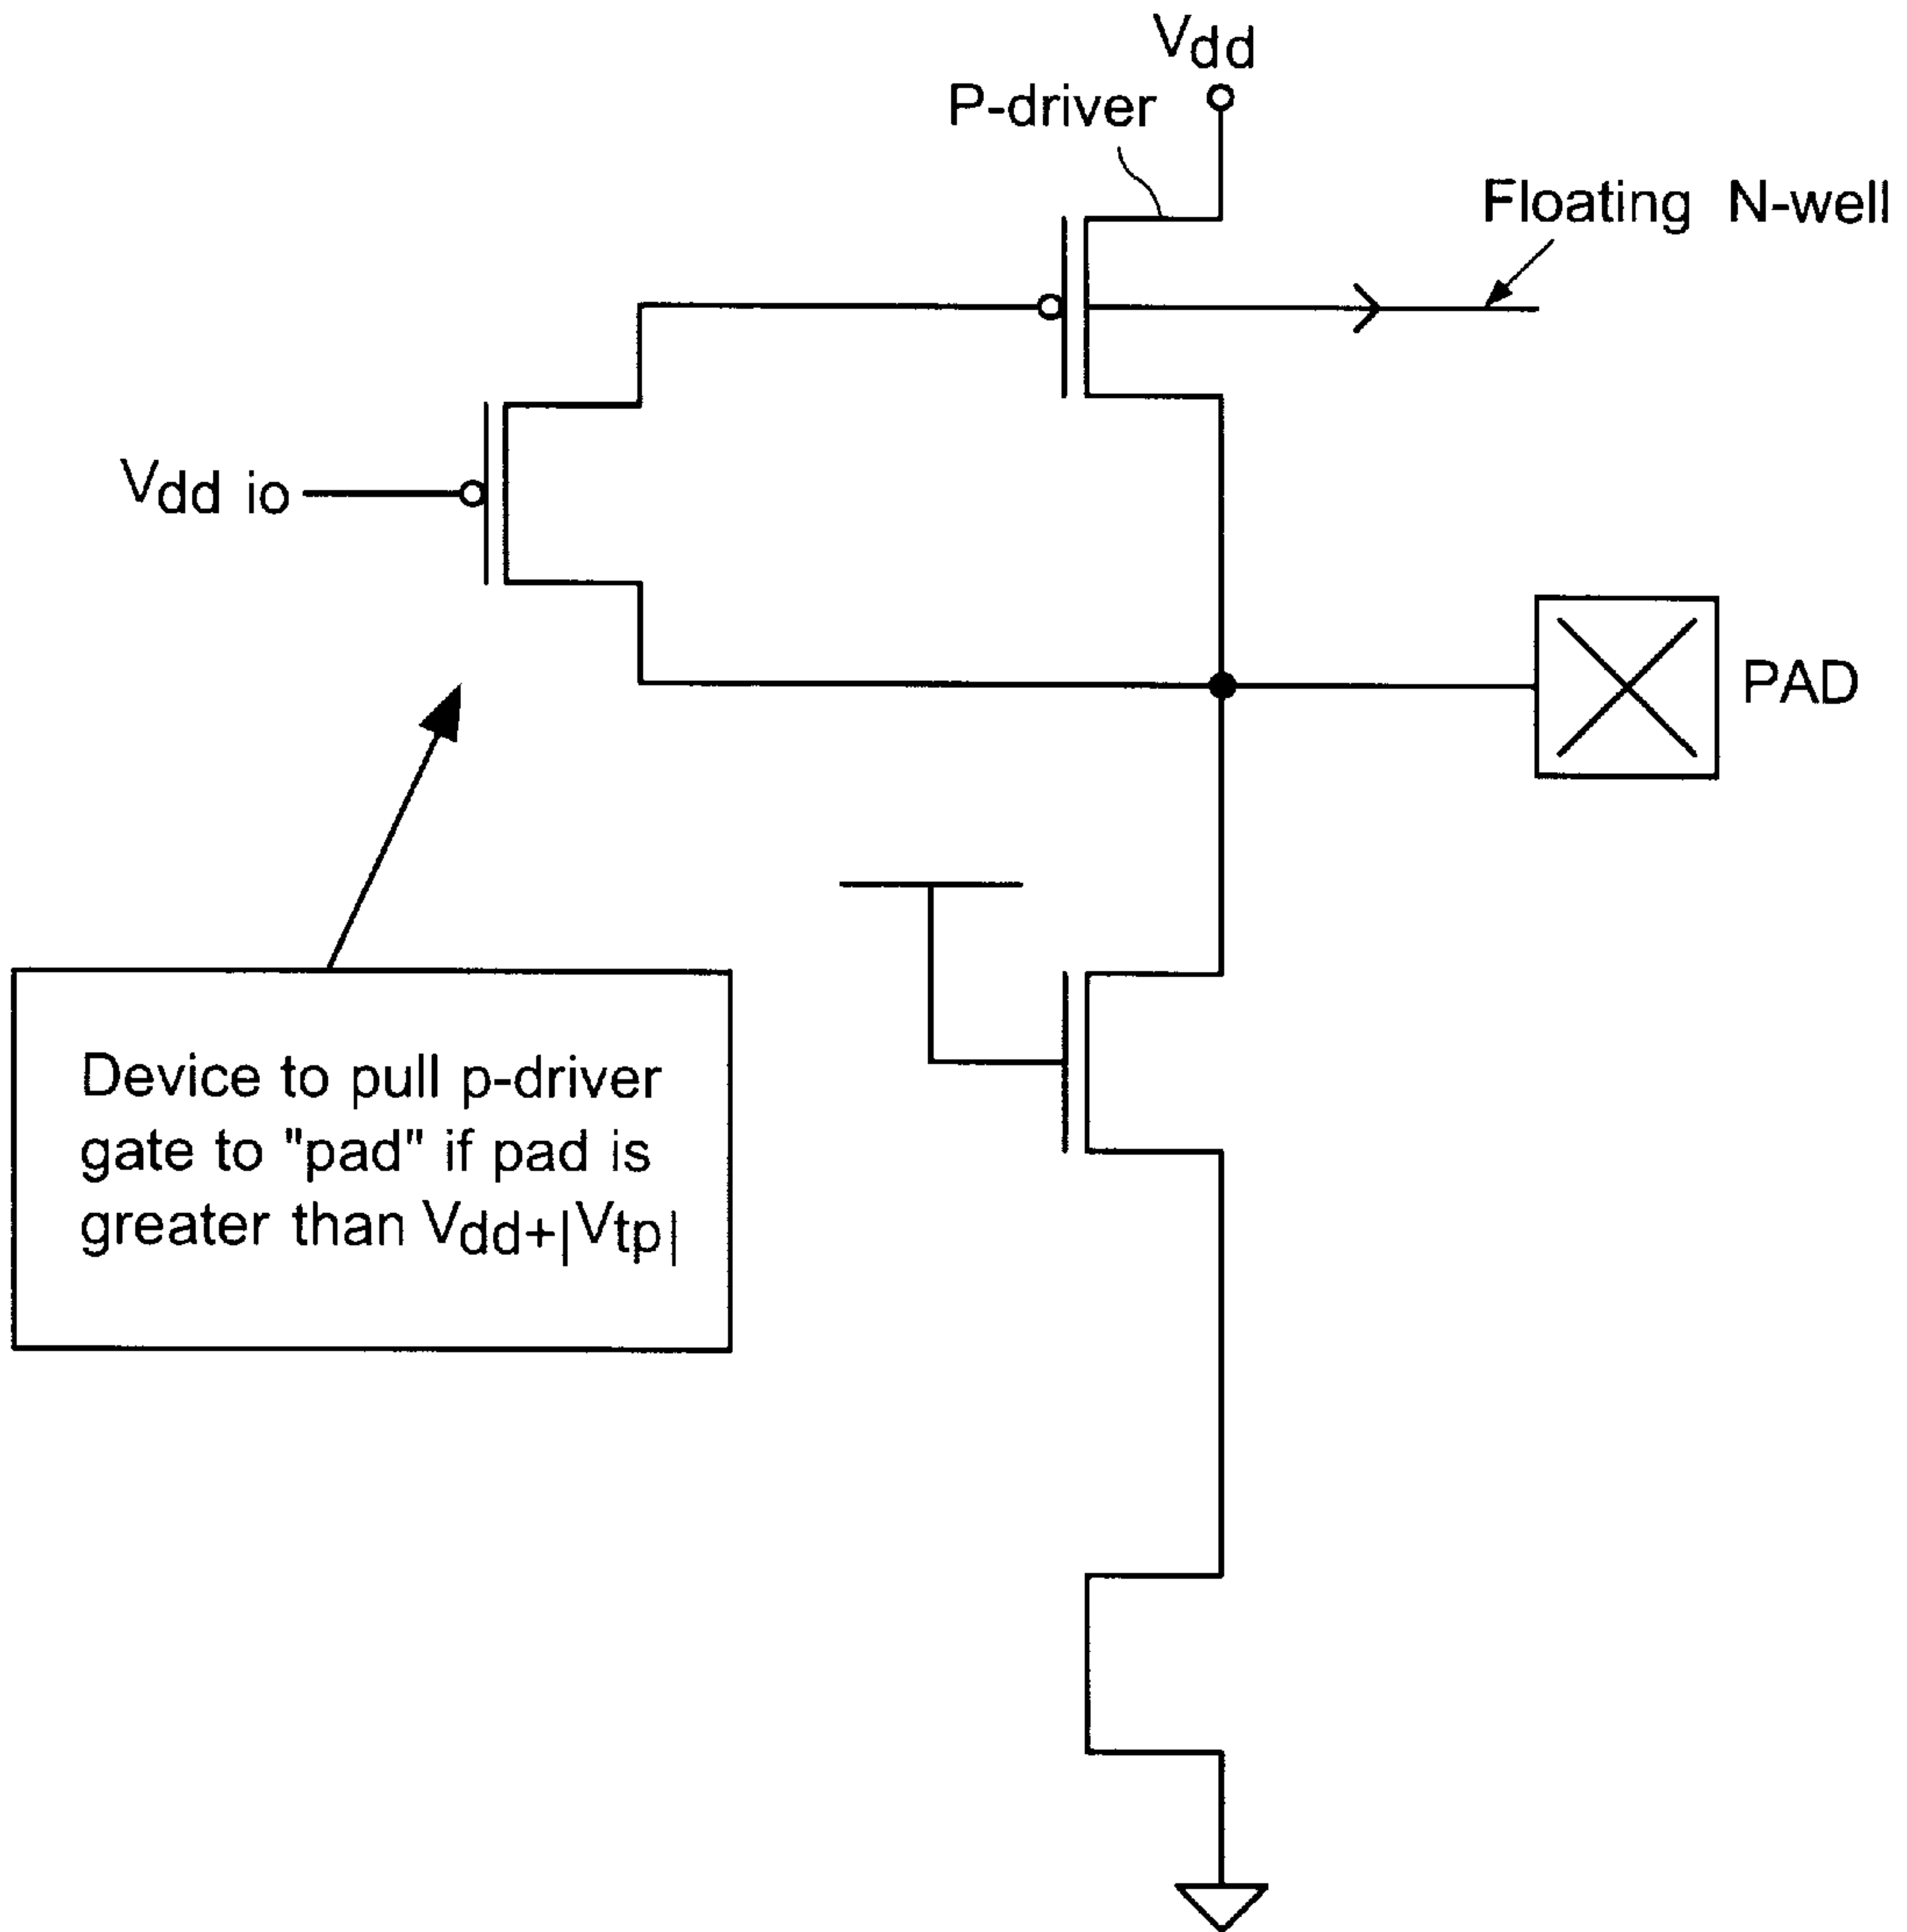 Vdd
P-driver
Floating N-well
Vdd io
PAD
Device to pull p-driver
gate to "pad" if pad is
greater than Vdd+|Vtp|